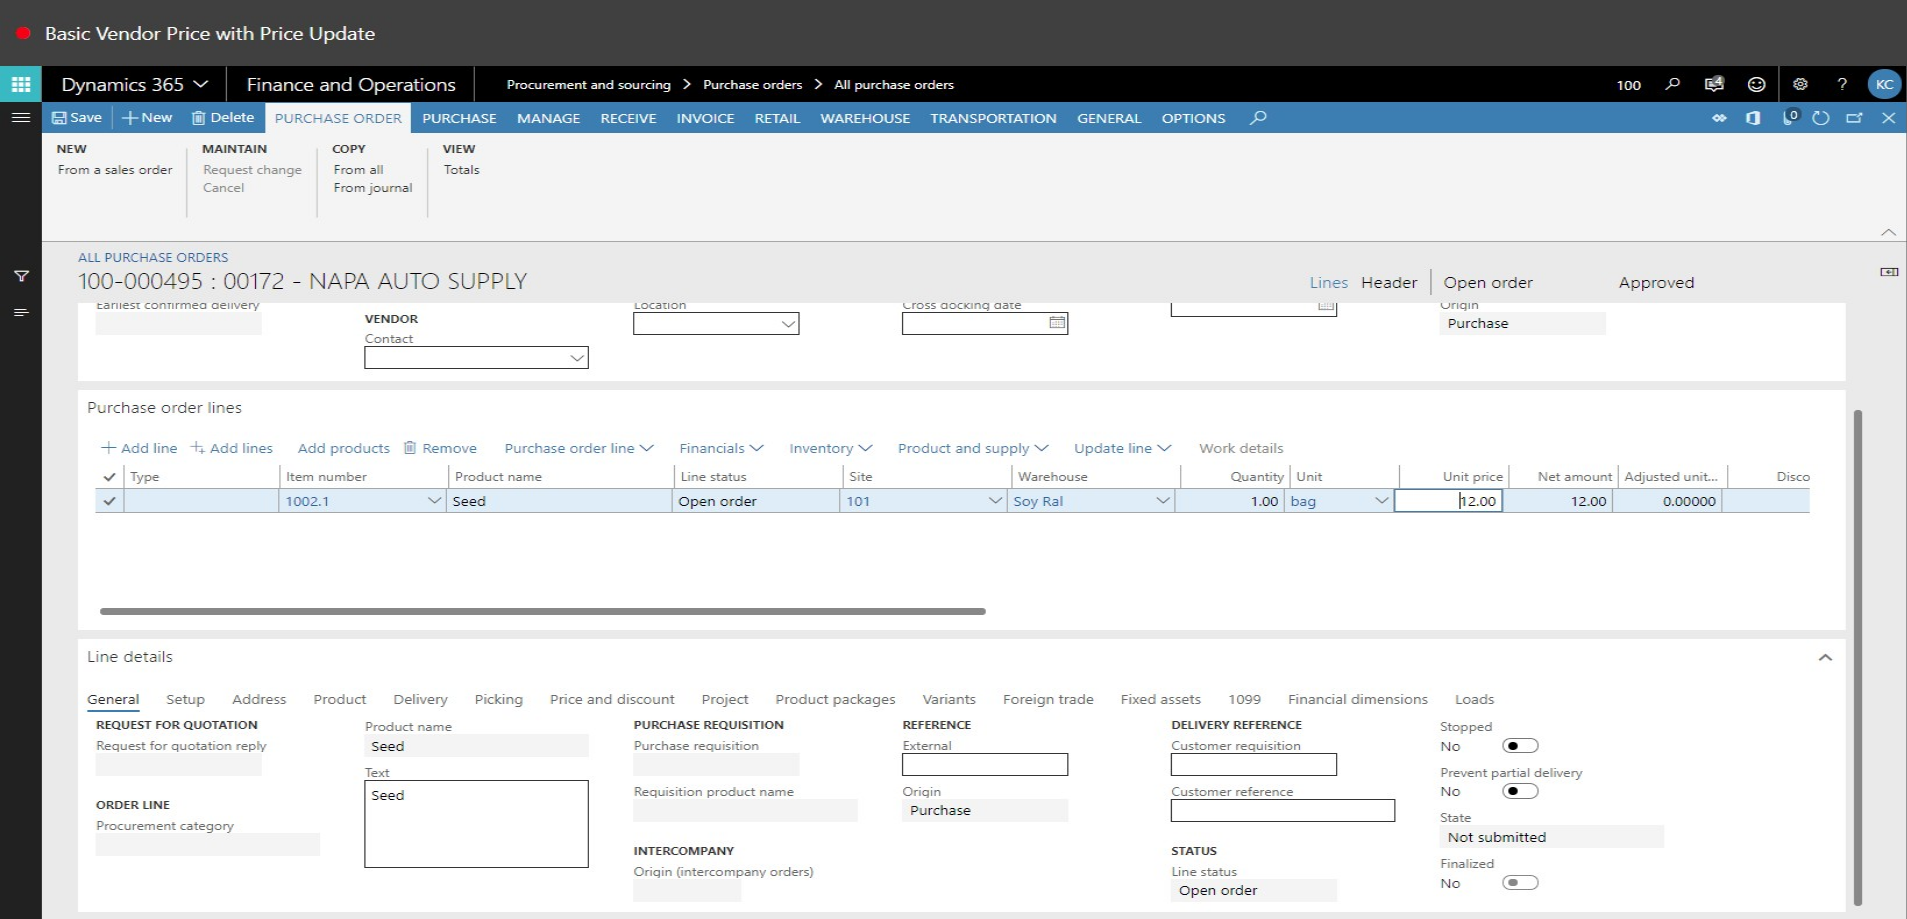 Basic Vendor Price with Price Update
Dynamics 365 Finance and Operations Procurement and sourcing > Purchase orders > All purchase orders 100 4 ? KC
Save + New Delete PURCHASE ORDER PURCHASE MANAGE RECEIVE INVOICE RETAIL WAREHOUSE TRANSPORTATION GENERAL OPTIONS 0
NEW MAINTAIN COPY VIEW
From a sales order Request change From all Totals
Cancel From journal
ALL PURCHASE ORDERS
100-000495 : 00172 - NAPA AUTO SUPPLY Lines Header Open order Approved
Earliest confirmed delivery Location Cross docking date Origin
VENDOR Purchase
Contact
Purchase order lines
+ Add line Add lines Add products Remove Purchase order line Financials Inventory Product and supply Update line Work details
Type Item number Product name Line status Site Warehouse Quantity Unit Unit price Net amount Adjusted unit... Disco
1002.1 Seed Open order 101 Soy Ral 1.00 bag 12.00 12.00 0.00000
Line details
General Setup Address Product Delivery Picking Price and discount Project Product packages Variants Foreign trade Fixed assets 1099 Financial dimensions Loads
REQUEST FOR QUOTATION Product name PURCHASE REQUISITION REFERENCE DELIVERY REFERENCE Stopped
Request for quotation reply Seed Purchase requisition External Customer requisition No
Text Prevent partial delivery
Seed Requisition product name Origin Customer reference No
ORDER LINE Purchase State
Procurement category Not submitted
INTERCOMPANY STATUS Finalized
Origin (intercompany orders) Line status No
Open order